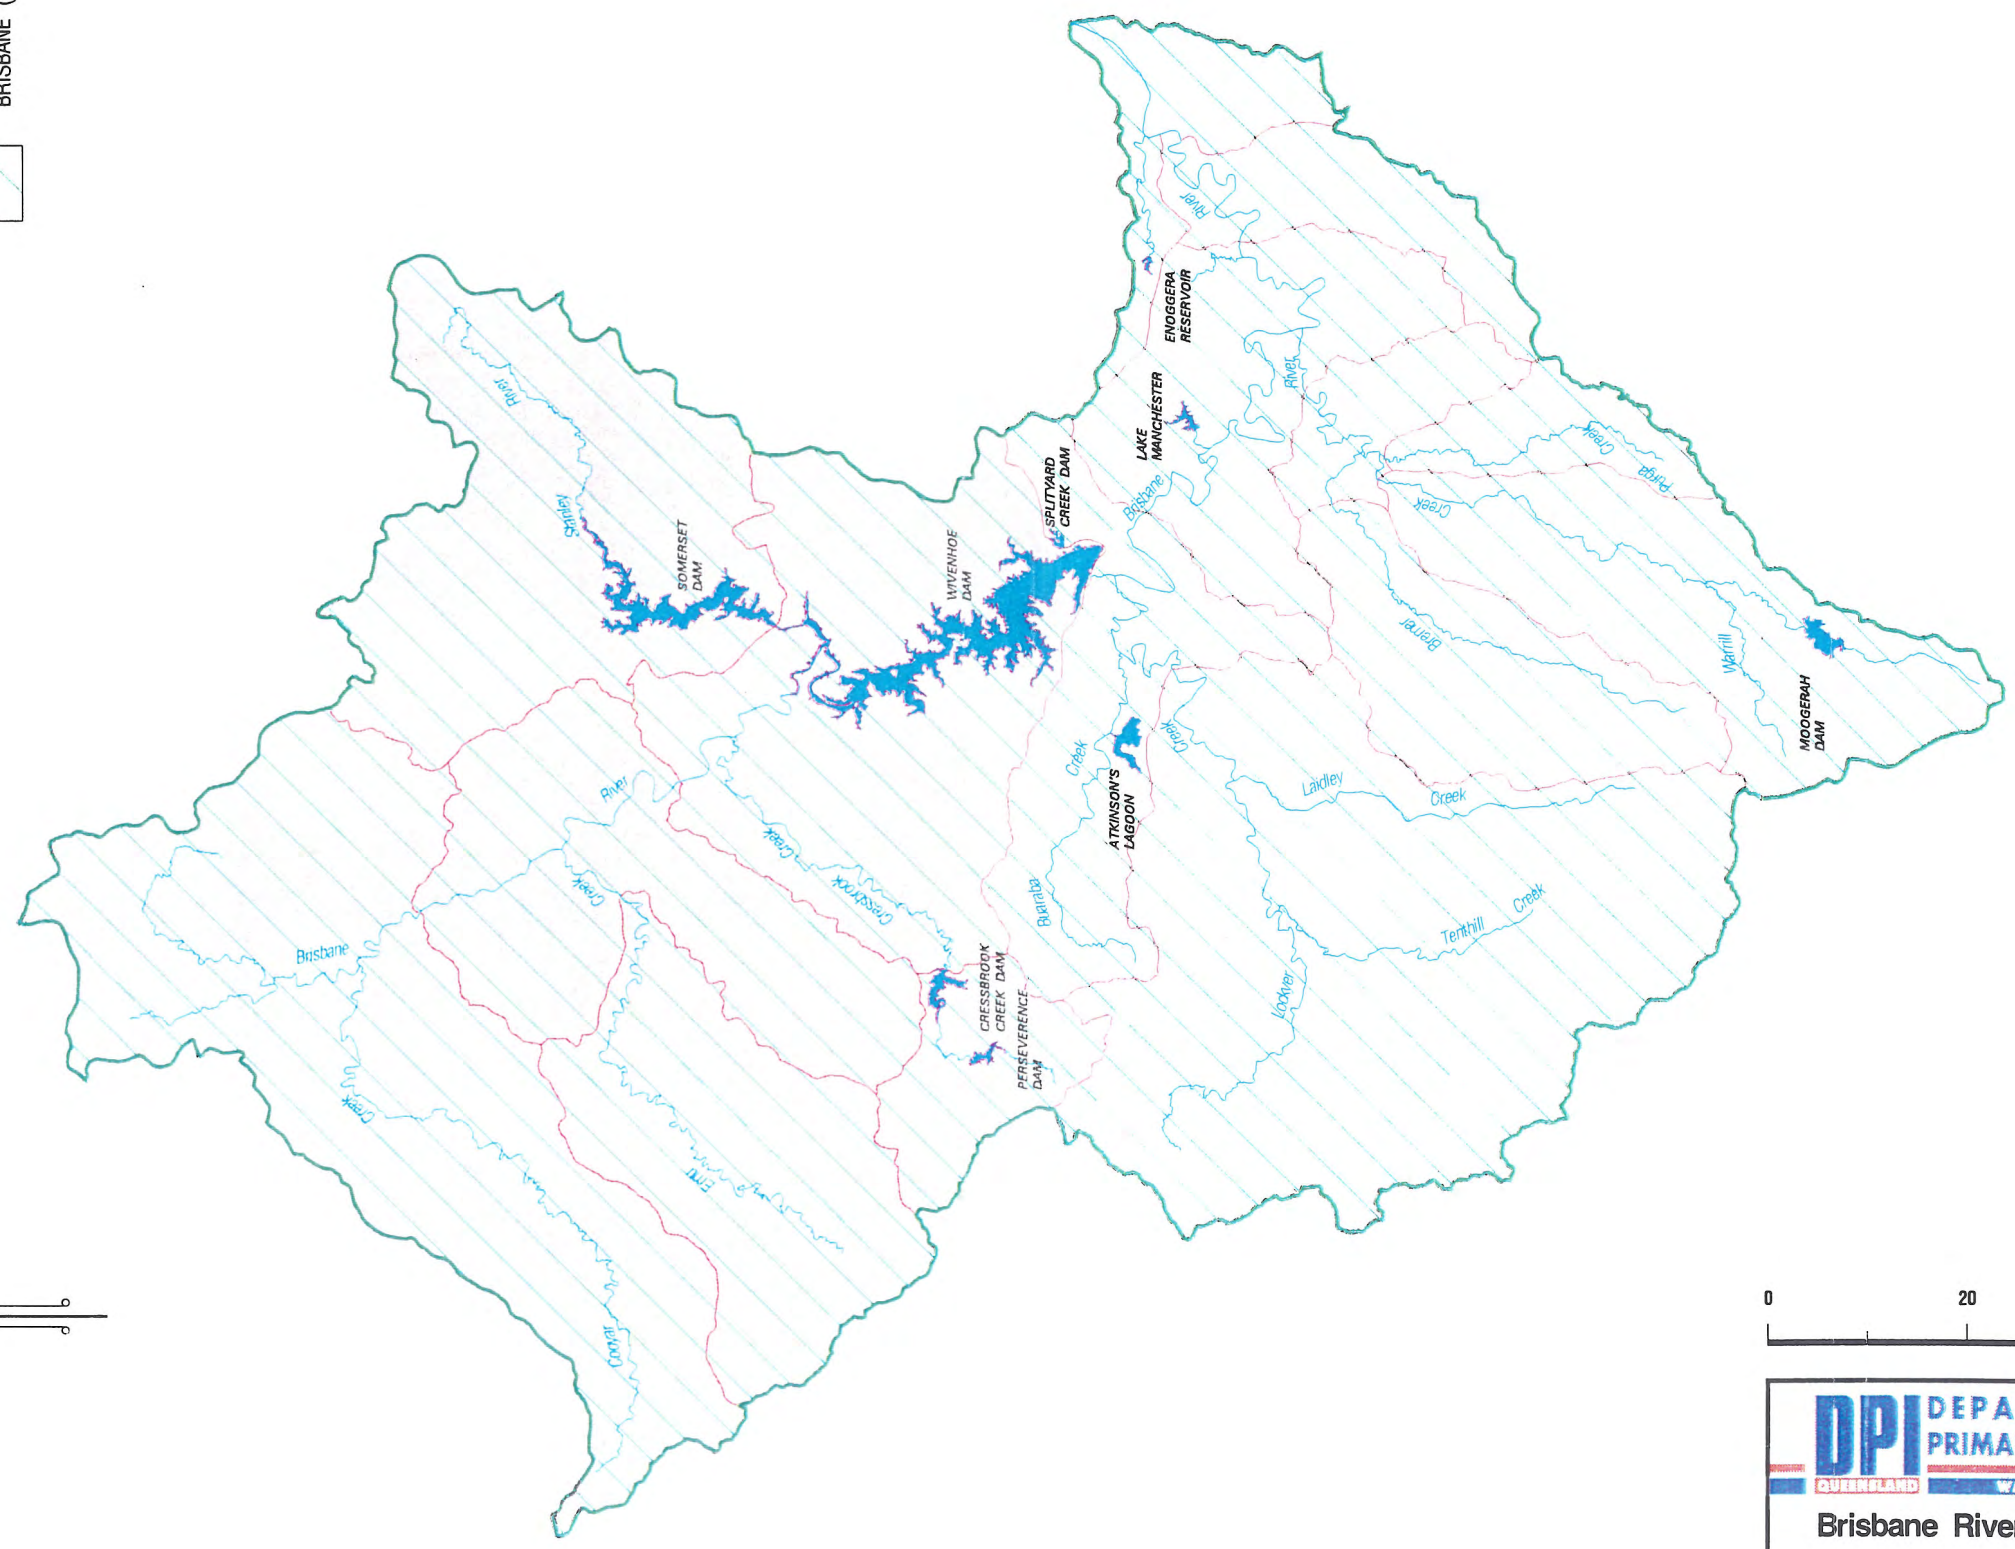 BRISBANE (
River
ENOGGERA
RESERVOIR
River
River
LAKE
MANCHESTER
SPLITYARD
CREEK DAM
Brisbane
Creek
Purga
Creek
Stanley
SOMERSET
DAM
WIVENHOE
DAM
Bremer
Warrill
MOOGERAH
DAM
River
Creek
Creek
ATKINSON'S
LAGOON
Laidley
Creek
Creek
Cressbrook
Buaraba
Creek
Brisbane
Tenthill
Creek
Lockyer
CRESSBROOK
CREEK DAM
PERSEVERENCE
DAM
Creek
Emu
Cooyar
0 20
DPI
QUEENSLAND
DEPA
PRIMA
W
Brisbane River